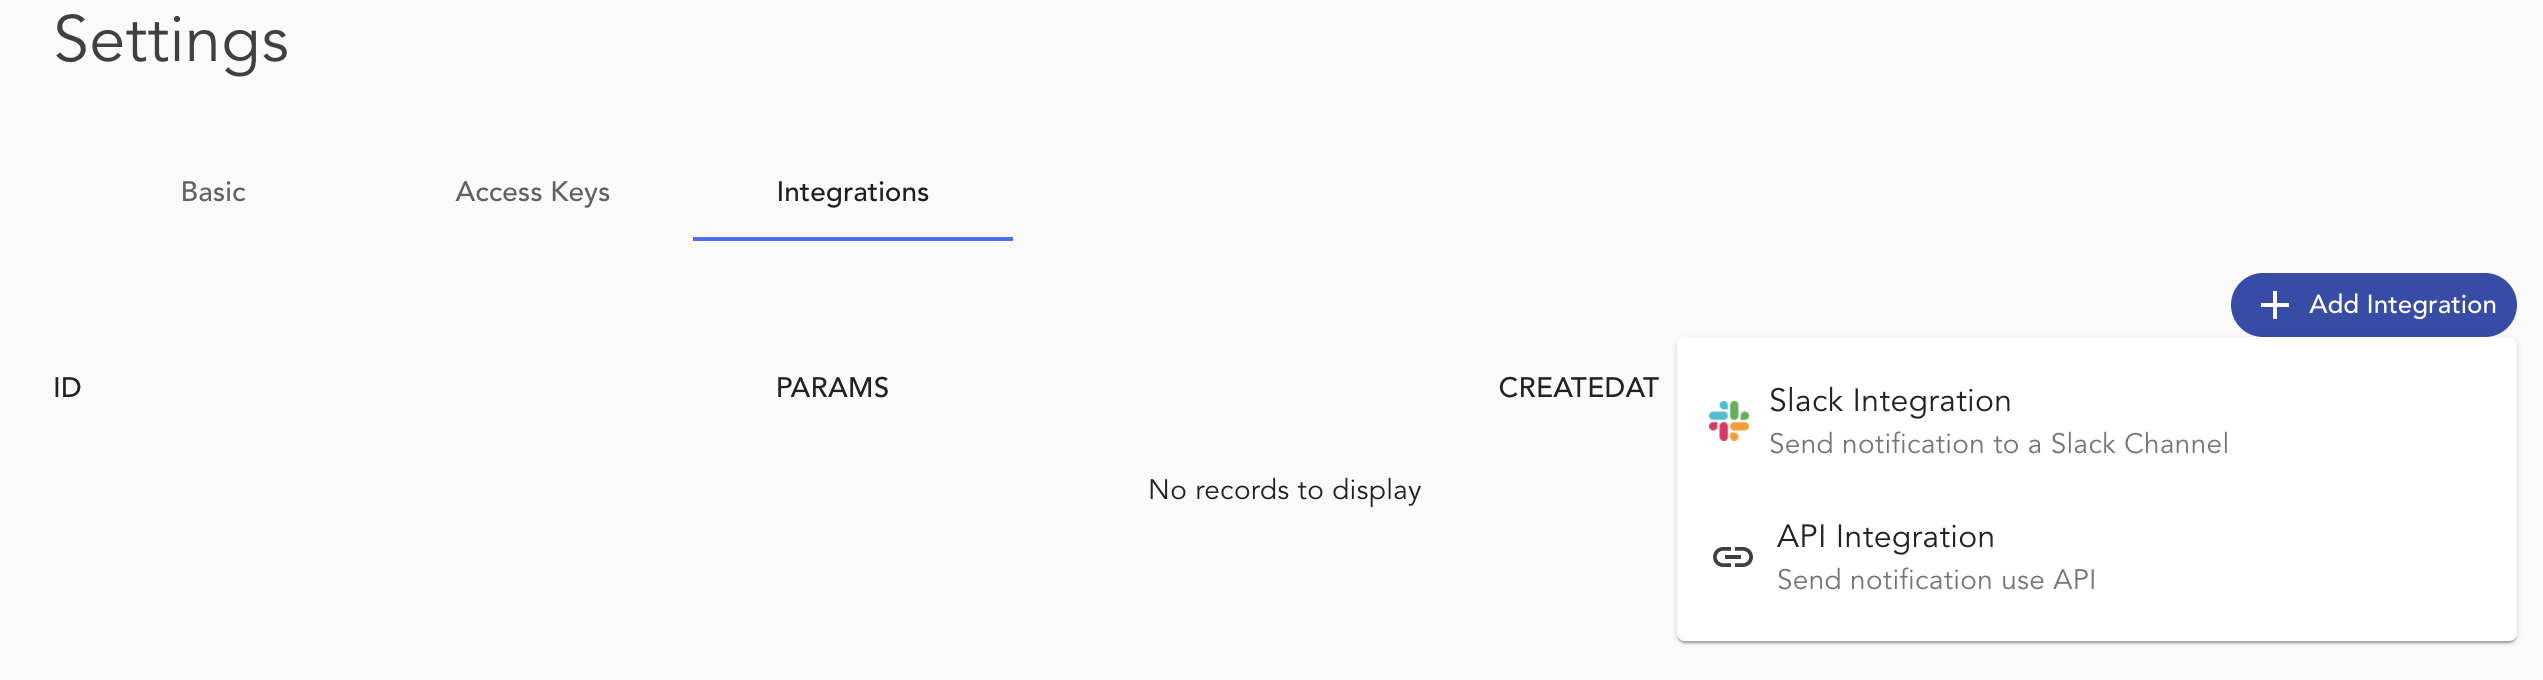 Settings
Basic Access Keys Integrations
Add Integration
ID PARAMS CREATEDAT
Slack Integration
Send notification to a Slack Channel
No records to display
API Integration
Send notification use API